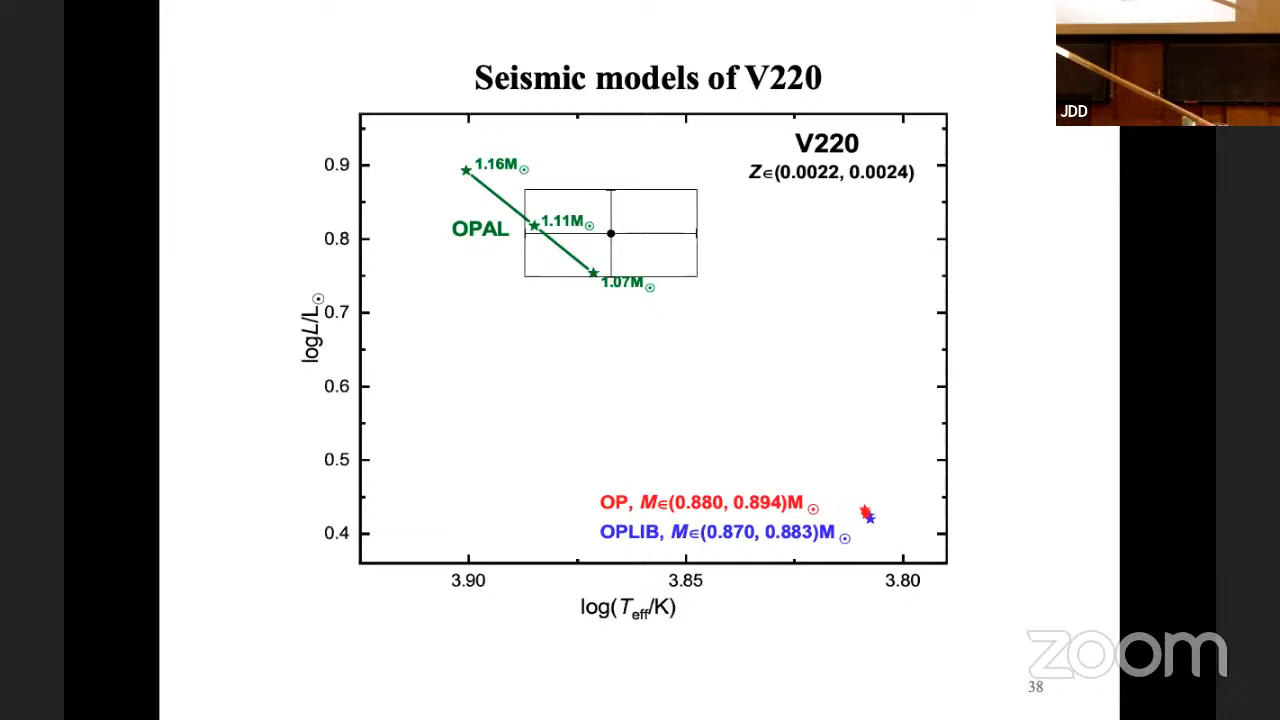 Seismic models of V220
JDD
V220
Z∈(0.0022, 0.0024)
0.9
0.8
0.7
0.6
0.5
0.4
logL/L☉
1.16M☉
OPAL
1.11M☉
1.07M☉
OP, M∈(0.880, 0.894)M☉
OPLIB, M∈(0.870, 0.883)M☉
3.90
3.85
3.80
log(Teff/K)
zoom
38